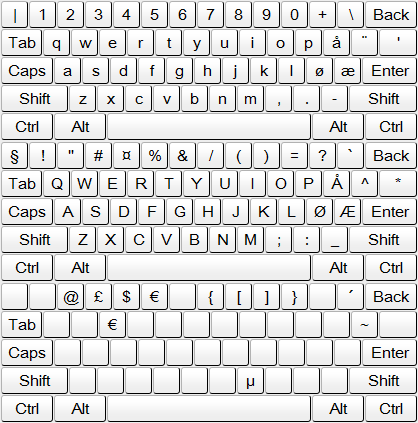 | 1 2 3 4 5 6 7 8 9 0 + \ Back
Tab q w e r t y u i o p å ¨ '
Caps a s d f g h j k l ø æ Enter
Shift z x c v b n m , . - Shift
Ctrl Alt Alt Ctrl
§ ! " # ¤ % & / ( ) = ? ` Back
Tab Q W E R T Y U I O P Å ^ *
Caps A S D F G H J K L Ø Æ Enter
Shift Z X C V B N M ; : _ Shift
Ctrl Alt Alt Ctrl
@ £ $ € { [ ] } ´ Back
Tab € ~
Caps Enter
Shift µ Shift
Ctrl Alt Alt Ctrl